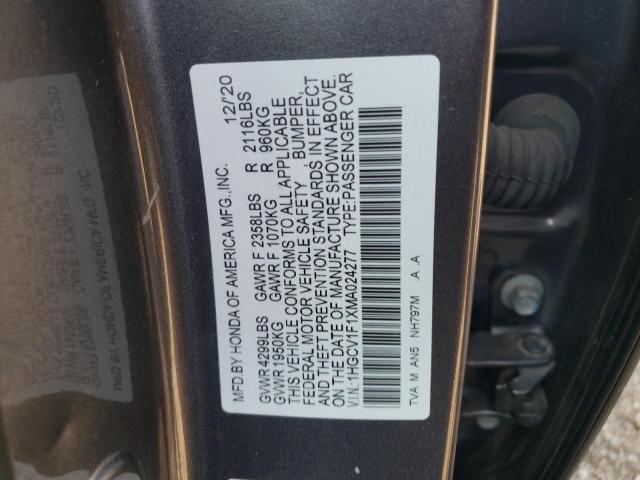 MFD.BY HONDA OF AMERICA MFG.,INC. 12/'20
GVWR 4299LBS GAWR F 2358LBS R 2116LBS
GVWR 1950KG GAWR F 1070KG R 960KG
THIS VEHICLE CONFORMS TO ALL APPLICABLE
FEDERAL MOTOR VEHICLE SAFETY, BUMPER,
AND THEFT PREVENTION STANDARDS IN EFFECT
ON THE DATE OF MANUFACTURE SHOWN ABOVE.
V.I.N.:1HGCV1F1XMA024277 TYPE:PASSENGER CAR
TVA M AN5 NH797M .A .A